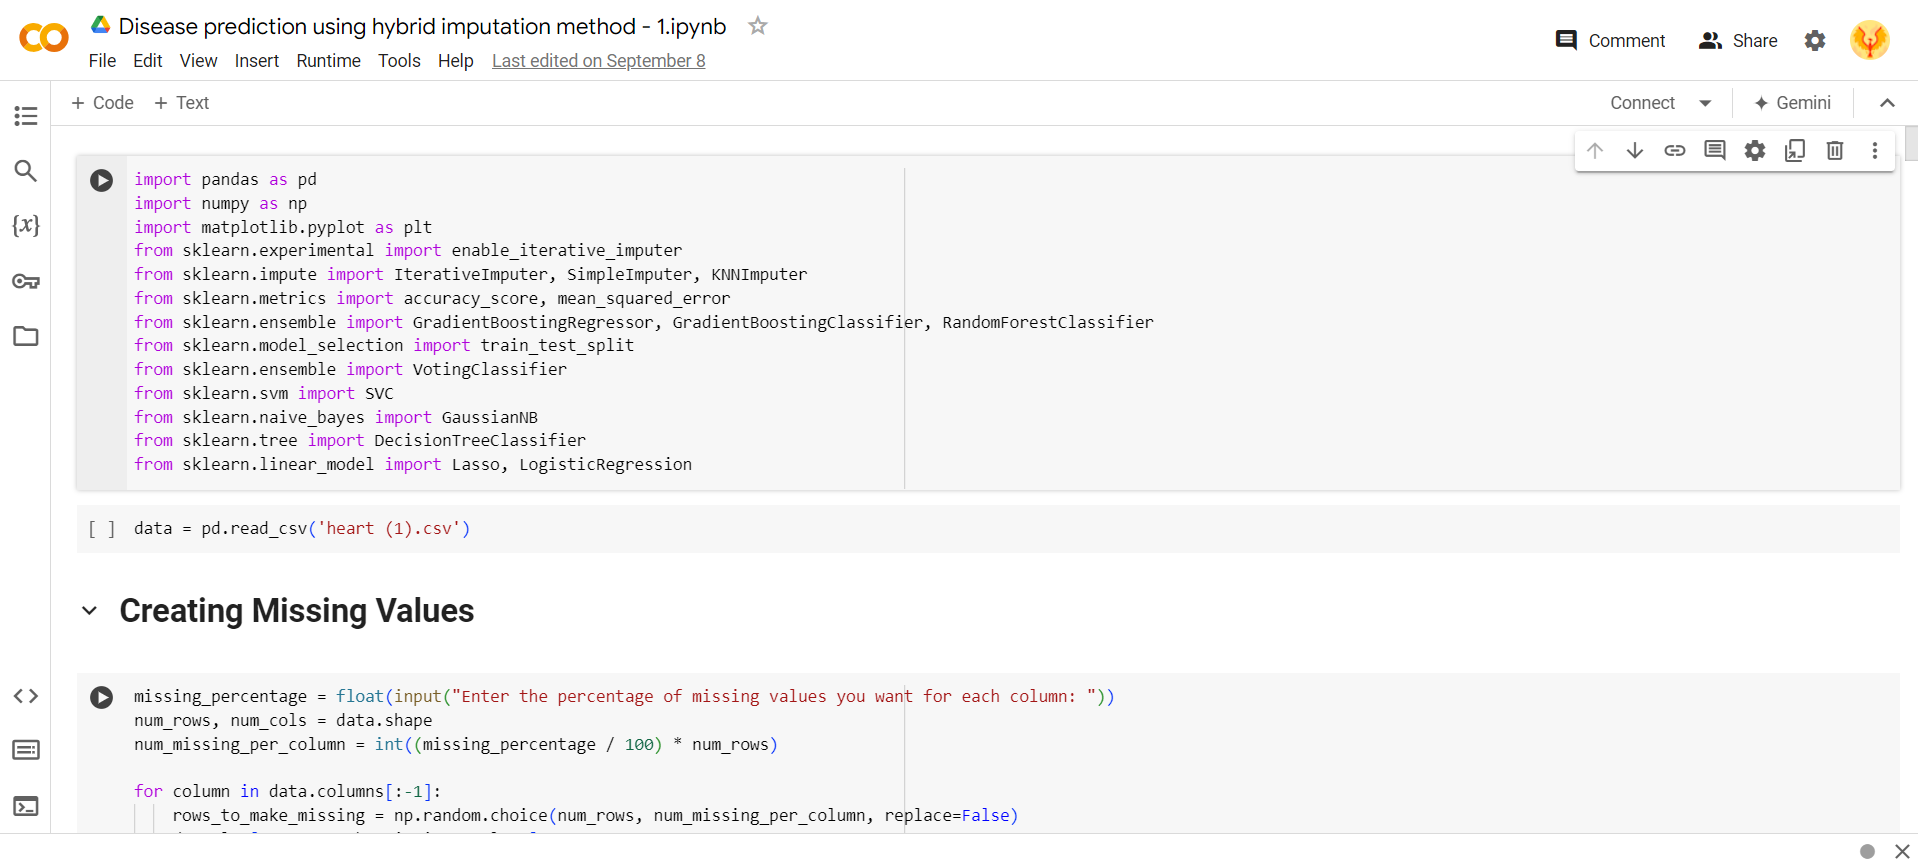 Disease prediction using hybrid imputation method - 1.ipynb
File Edit View Insert Runtime Tools Help Last edited on September 8
Comment Share
+ Code + Text
Connect Gemini
import pandas as pd
import numpy as np
import matplotlib.pyplot as plt
from sklearn.experimental import enable_iterative_imputer
from sklearn.impute import IterativeImputer, SimpleImputer, KNNImputer
from sklearn.metrics import accuracy_score, mean_squared_error
from sklearn.ensemble import GradientBoostingRegressor, GradientBoostingClassifier, RandomForestClassifier
from sklearn.model_selection import train_test_split
from sklearn.ensemble import VotingClassifier
from sklearn.svm import SVC
from sklearn.naive_bayes import GaussianNB
from sklearn.tree import DecisionTreeClassifier
from sklearn.linear_model import Lasso, LogisticRegression
[ ] data = pd.read_csv('heart (1).csv')
Creating Missing Values
missing_percentage = float(input("Enter the percentage of missing values you want for each column: "))
num_rows, num_cols = data.shape
num_missing_per_column = int((missing_percentage / 100) * num_rows)
for column in data.columns[:-1]:
rows_to_make_missing = np.random.choice(num_rows, num_missing_per_column, replace=False)